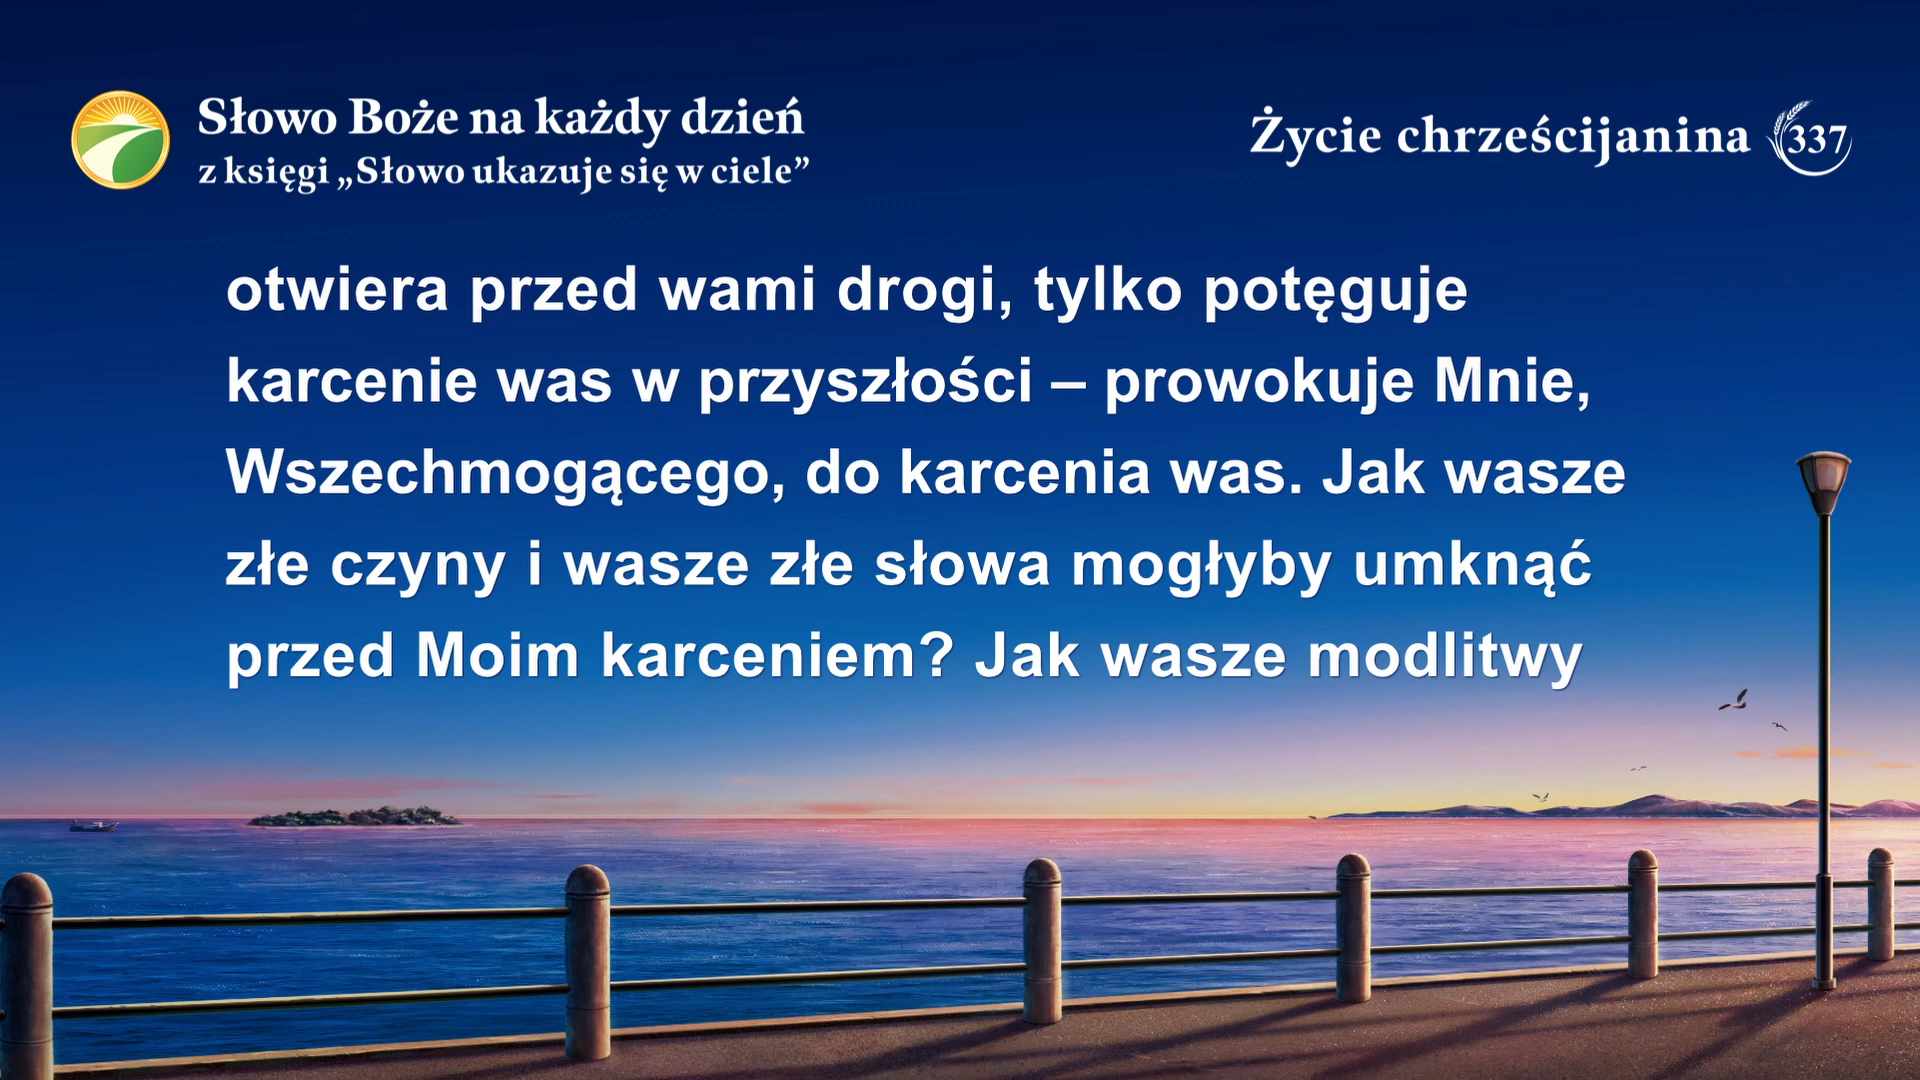 Słowo Boże na każdy dzień
z księgi „Słowo ukazuje się w ciele”
Życie chrześcijanina 337
otwiera przed wami drogi, tylko potęguje
karcenie was w przyszłości – prowokuje Mnie,
Wszechmogącego, do karcenia was. Jak wasze
złe czyny i wasze złe słowa mogłyby umknąć
przed Moim karceniem? Jak wasze modlitwy